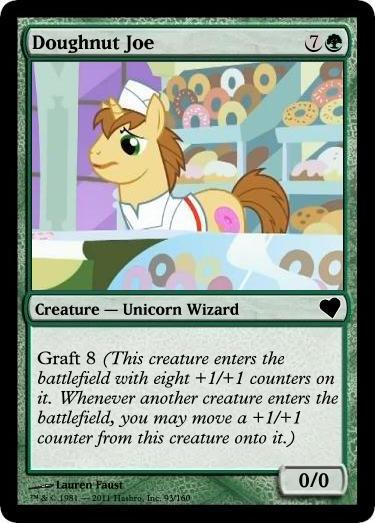 Doughnut Joe 7
Creature — Unicorn Wizard
Graft 8 (This creature enters the
battlefield with eight +1/+1 counters on
it. Whenever another creature enters the
battlefield, you may move a +1/+1
counter from this creature onto it.)
Lauren Faust
™ & © 1981 — 2011 Hasbro, Inc. 93/160
0/0